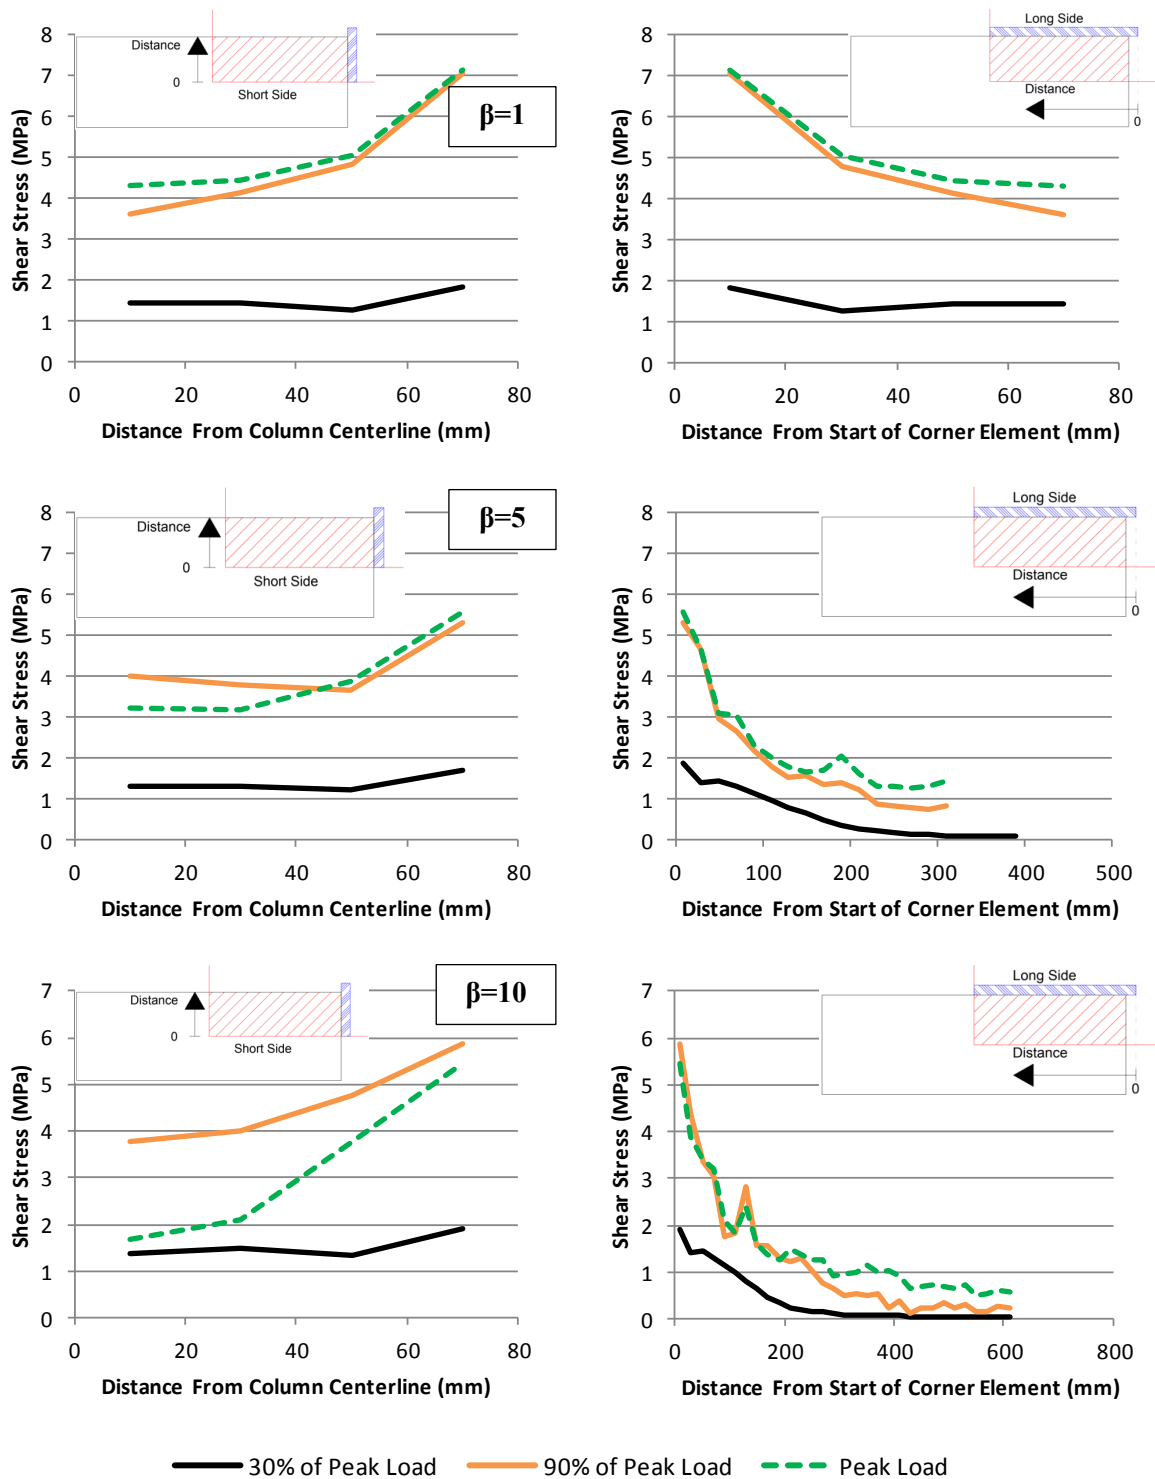 8
7
6
5
4
3
2
1
0
0 20 40 60 80
Shear Stress (MPa)
Distance From Column Centerline (mm)
Distance
0
Short Side
β=1
8
7
6
5
4
3
2
1
0
0 20 40 60 80
Shear Stress (MPa)
Distance From Start of Corner Element (mm)
Long Side
Distance
0
8
7
6
5
4
3
2
1
0
0 20 40 60 80
Shear Stress (MPa)
Distance From Column Centerline (mm)
Distance
0
Short Side
β=5
8
7
6
5
4
3
2
1
0
0 100 200 300 400 500
Shear Stress (MPa)
Distance From Start of Corner Element (mm)
Long Side
Distance
0
7
6
5
4
3
2
1
0
0 20 40 60 80
Shear Stress (MPa)
Distance From Column Centerline (mm)
Distance
0
Short Side
β=10
7
6
5
4
3
2
1
0
0 200 400 600 800
Shear Stress (MPa)
Distance From Start of Corner Element (mm)
Long Side
Distance
0
30% of Peak Load 90% of Peak Load Peak Load